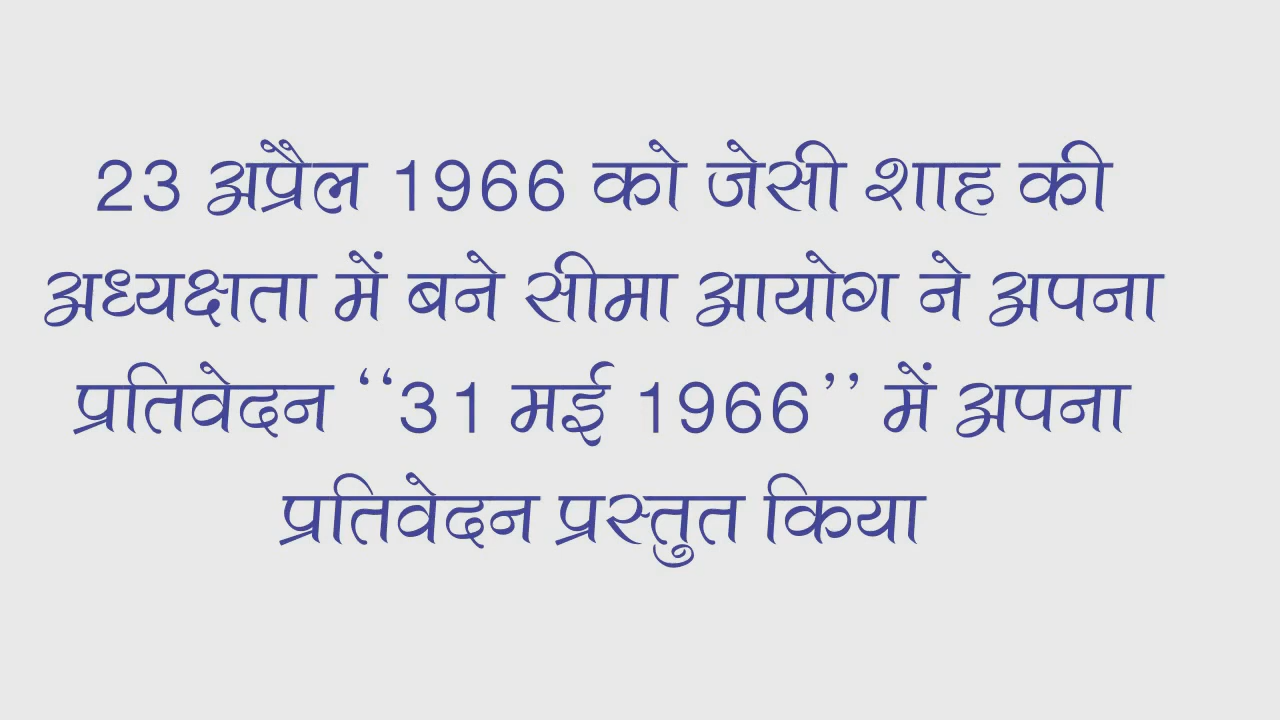 23 अप्रैल 1966 को जेसी शाह की
अध्यक्षता में बने सीमा आयोग ने अपना
प्रतिवेदन ‘‘31 मई 1966’’ में अपना
प्रतिवेदन प्रस्तुत किया